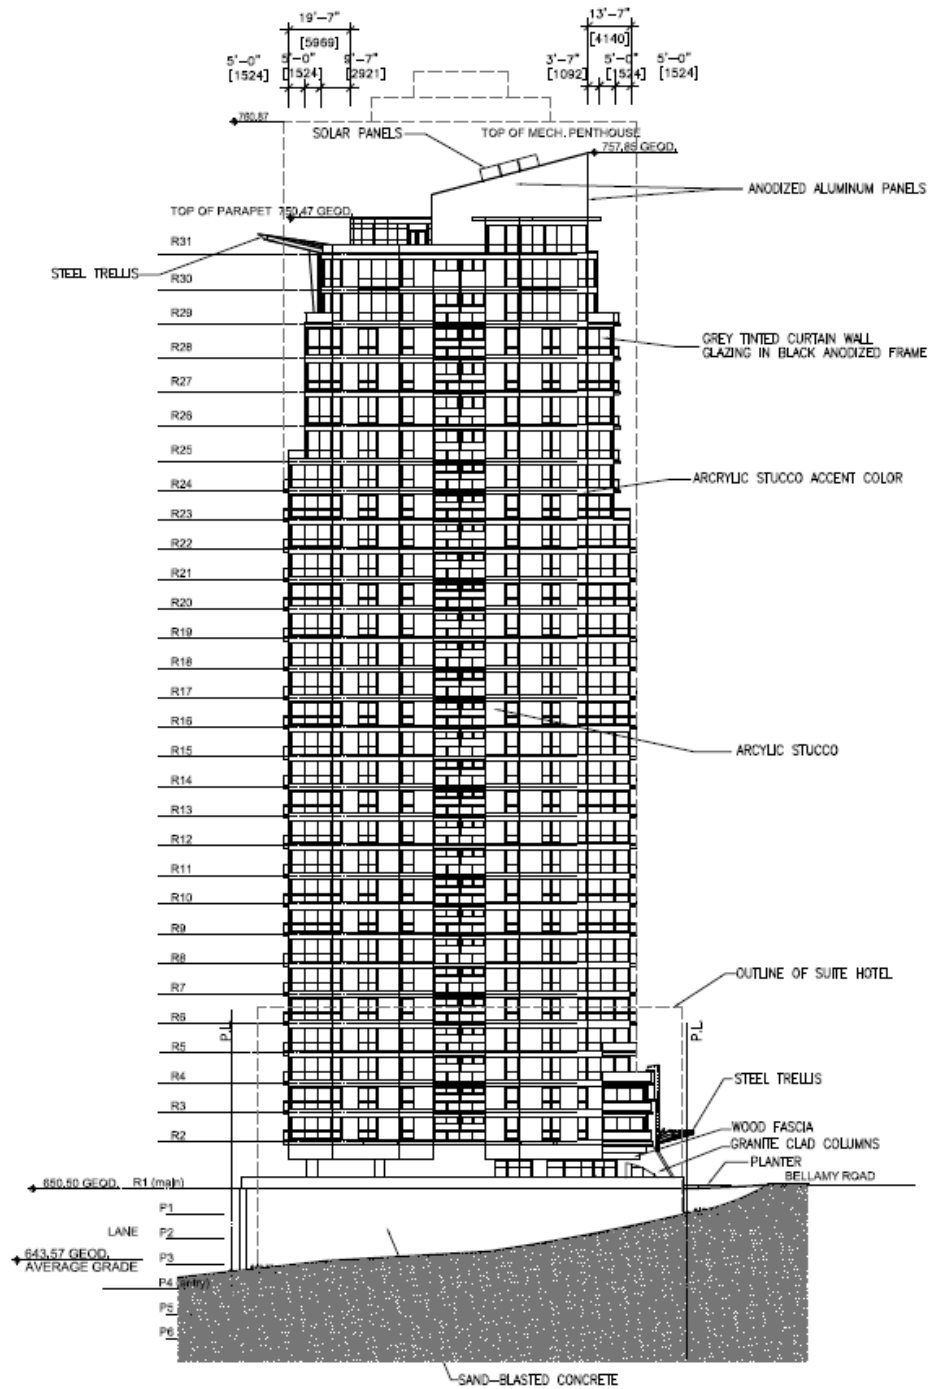 19'-7"
[5969]
13'-7"
[4140]
5'-0"
[1524]
5'-0"
[1524]
9'-7"
[2921]
3'-7"
[1092]
5'-0"
[1524]
5'-0"
[1524]
760.87
SOLAR PANELS
TOP OF MECH. PENTHOUSE
757.85 GEOD.
ANODIZED ALUMINUM PANELS
TOP OF PARAPET 750.47 GEOD.
R31
STEEL TRELLIS
R30
R29
GREY TINTED CURTAIN WALL
GLAZING IN BLACK ANODIZED FRAME
R28
R27
R26
R25
R24
ARCRYLIC STUCCO ACCENT COLOR
R23
R22
R21
R20
R19
R18
R17
R16
ARCYLIC STUCCO
R15
R14
R13
R12
R11
R10
R9
R8
OUTLINE OF SUITE HOTEL
R7
R6
P.L.
P.L.
R5
R4
STEEL TRELLIS
R3
WOOD FASCIA
R2
GRANITE CLAD COLUMNS
PLANTER
BELLAMY ROAD
650.50 GEOD.
R1 (main)
P1
LANE
P2
643.57 GEOD.
AVERAGE GRADE
P3
P4 (entry)
P5
P6
SAND-BLASTED CONCRETE